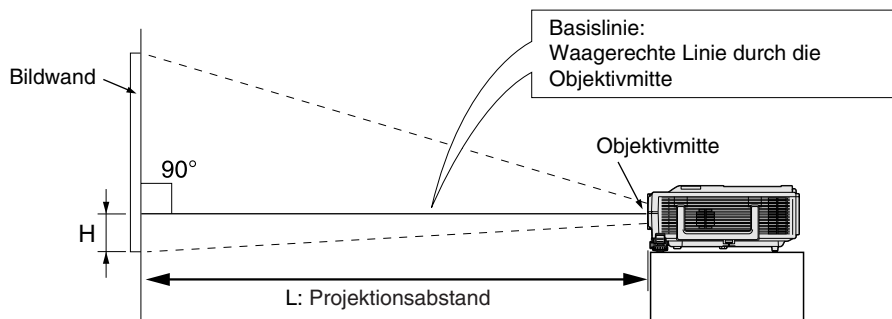 Basislinie:
Waagerechte Linie durch die
Objektivmitte
Bildwand
Objektivmitte
90°
H
L: Projektionsabstand